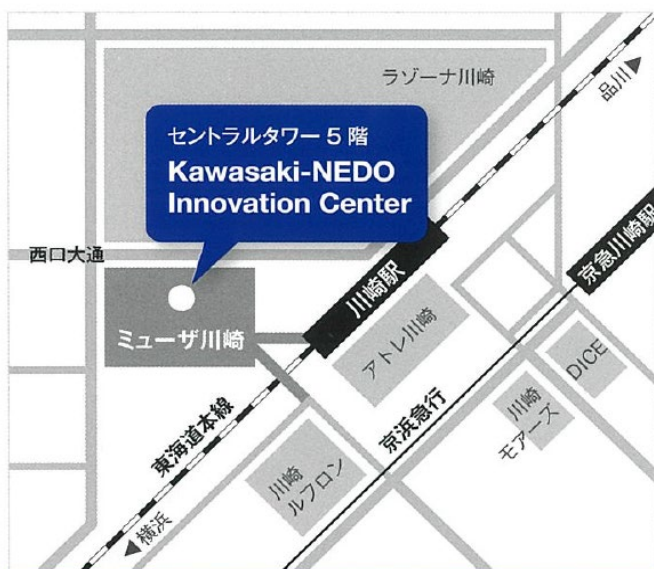 ラゾーナ川崎
品川
セントラルタワー 5 階
Kawasaki-NEDO
Innovation Center
西口大通
川崎駅
京急川崎駅
ミューザ川崎
アトレ川崎
DICE
川崎
モアーズ
東海道本線
京浜急行
川崎
ルフロン
横浜